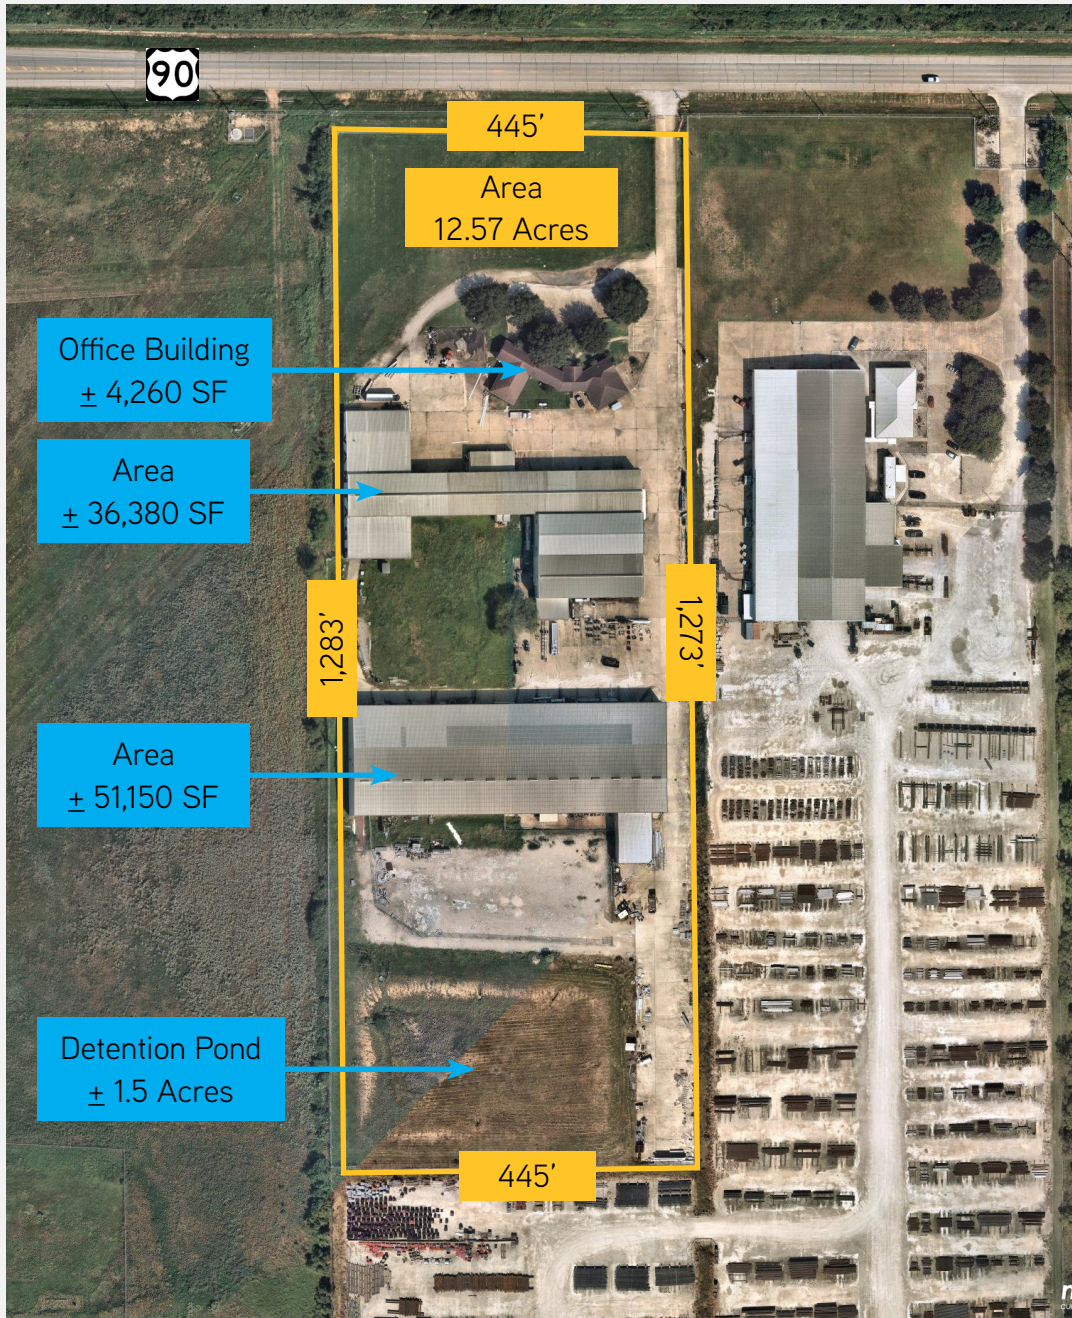 90
445′
Area
12.57 Acres
Office Building
± 4,260 SF
Area
± 36,380 SF
1,283′
1,273′
Area
± 51,150 SF
Detention Pond
± 1.5 Acres
445′